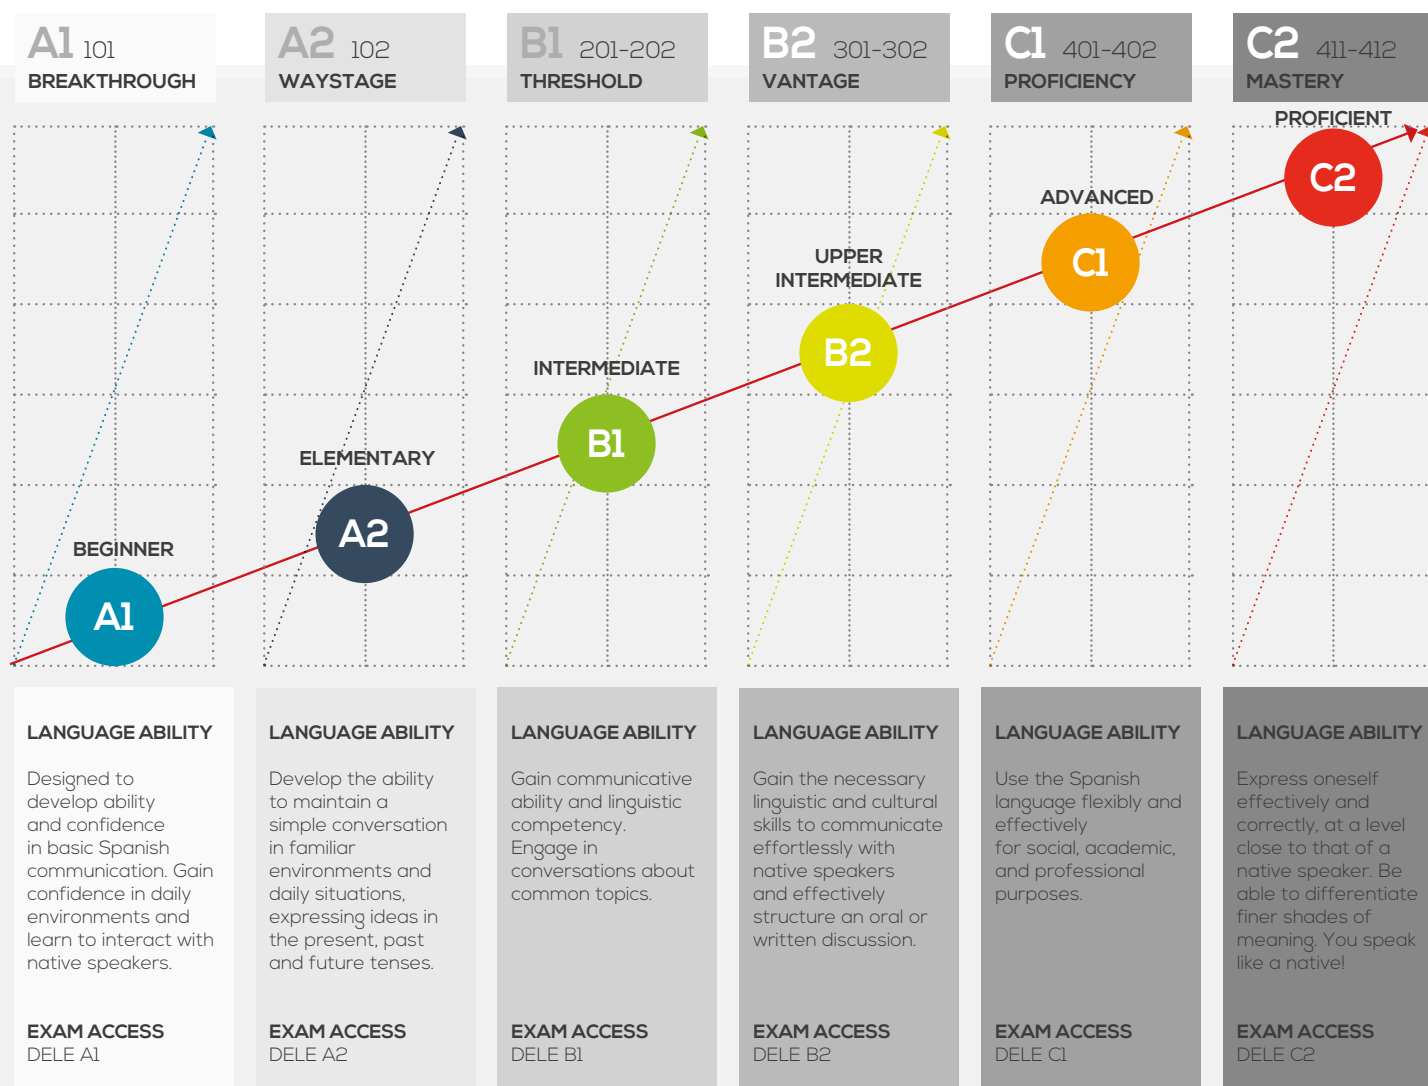 A1 101
BREAKTHROUGH
A2 102
WAYSTAGE
B1 201-202
THRESHOLD
B2 301-302
VANTAGE
C1 401-402
PROFICIENCY
C2 411-412
MASTERY
PROFICIENT
C2
ADVANCED
C1
UPPER
INTERMEDIATE
B2
INTERMEDIATE
B1
ELEMENTARY
A2
BEGINNER
A1
LANGUAGE ABILITY
Designed to
develop ability
and confidence
in basic Spanish
communication. Gain
confidence in daily
environments and
learn to interact with
native speakers.
EXAM ACCESS
DELE A1
LANGUAGE ABILITY
Develop the ability
to maintain a
simple conversation
in familiar
environments and
daily situations,
expressing ideas in
the present, past
and future tenses.
EXAM ACCESS
DELE A2
LANGUAGE ABILITY
Gain communicative
ability and linguistic
competency.
Engage in
conversations about
common topics.
EXAM ACCESS
DELE B1
LANGUAGE ABILITY
Gain the necessary
linguistic and cultural
skills to communicate
effortlessly with
native speakers
and effectively
structure an oral or
written discussion.
EXAM ACCESS
DELE B2
LANGUAGE ABILITY
Use the Spanish
language flexibly and
effectively
for social, academic,
and professional
purposes.
EXAM ACCESS
DELE C1
LANGUAGE ABILITY
Express oneself
effectively and
correctly, at a level
close to that of a
native speaker. Be
able to differentiate
finer shades of
meaning. You speak
like a native!
EXAM ACCESS
DELE C2